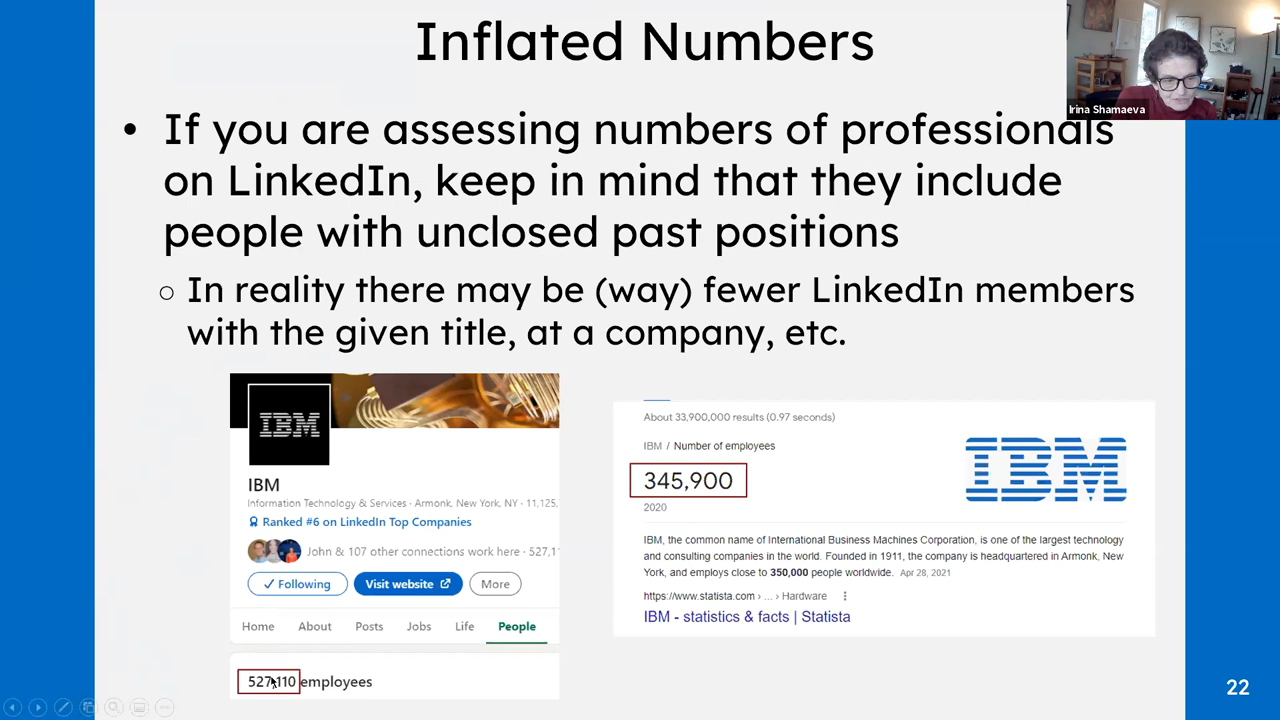 Inflated Numbers
Irina Shamaeva
• If you are assessing numbers of professionals
on LinkedIn, keep in mind that they include
people with unclosed past positions
○ In reality there may be (way) fewer LinkedIn members
with the given title, at a company, etc.
IBM
IBM
Information Technology & Services · Armonk, New York, NY · 11,125,
Ranked #6 on LinkedIn Top Companies
John & 107 other connections work here · 527,11
✓ Following
Visit website
More
Home About Posts Jobs Life People
527,110 employees
About 33,900,000 results (0.97 seconds)
IBM / Number of employees
345,900
2020
IBM
IBM, the common name of International Business Machines Corporation, is one of the largest technology
and consulting companies in the world. Founded in 1911, the company is headquartered in Armonk, New
York, and employs close to 350,000 people worldwide. Apr 28, 2021
https://www.statista.com › ... › Hardware
IBM - statistics & facts | Statista
22